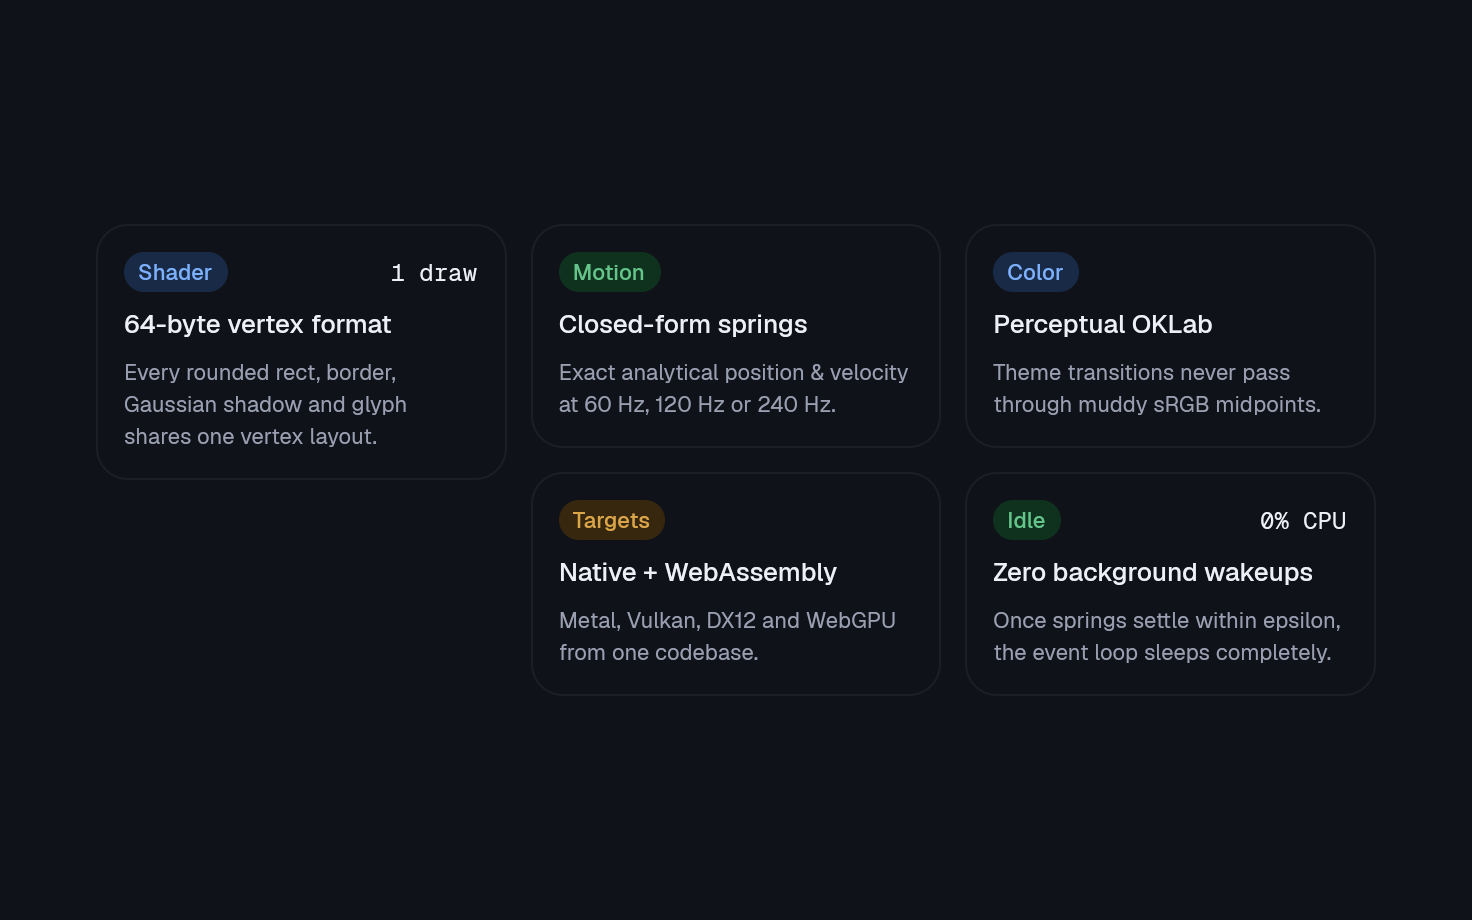 Shader
1 draw
64-byte vertex format
Every rounded rect, border,
Gaussian shadow and glyph
shares one vertex layout.
Motion
Closed-form springs
Exact analytical position & velocity
at 60 Hz, 120 Hz or 240 Hz.
Color
Perceptual OKLab
Theme transitions never pass
through muddy sRGB midpoints.
Targets
Native + WebAssembly
Metal, Vulkan, DX12 and WebGPU
from one codebase.
Idle
0% CPU
Zero background wakeups
Once springs settle within epsilon,
the event loop sleeps completely.